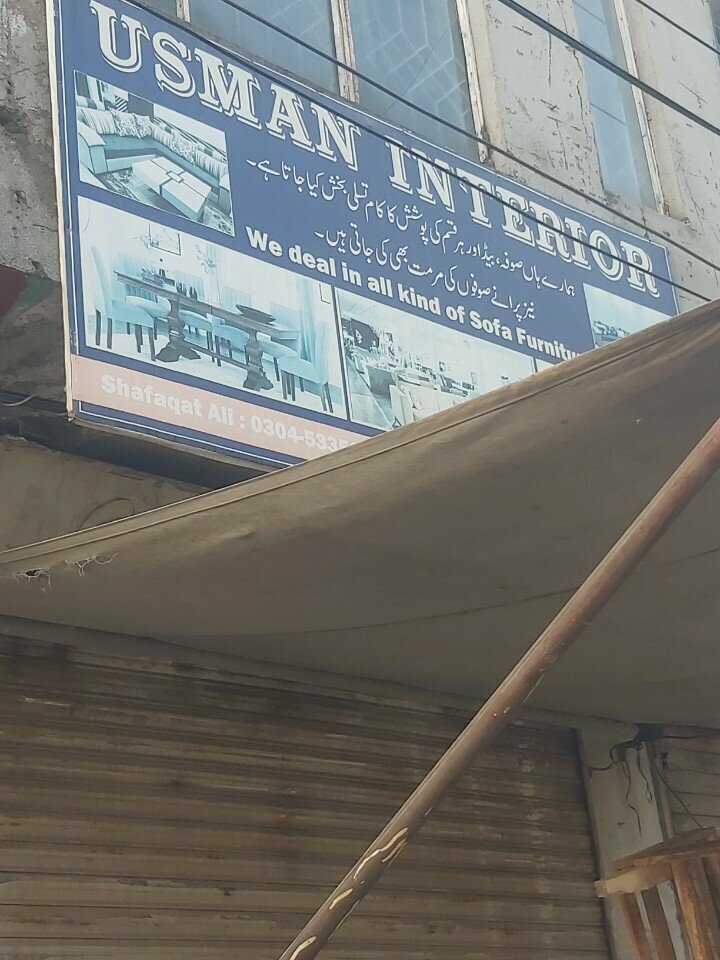 USMAN INTERIOR
ہمارے ہاں صوفہ، بیڈ اور ہر قسم کی پوشش کا کام تسلی بخش کیا جاتا ہے۔
نیز پرانے صوفوں کی مرمت بھی کی جاتی ہیں۔
We deal in all kind of Sofa Furnitu
Shafaqat Ali : 0304-5335